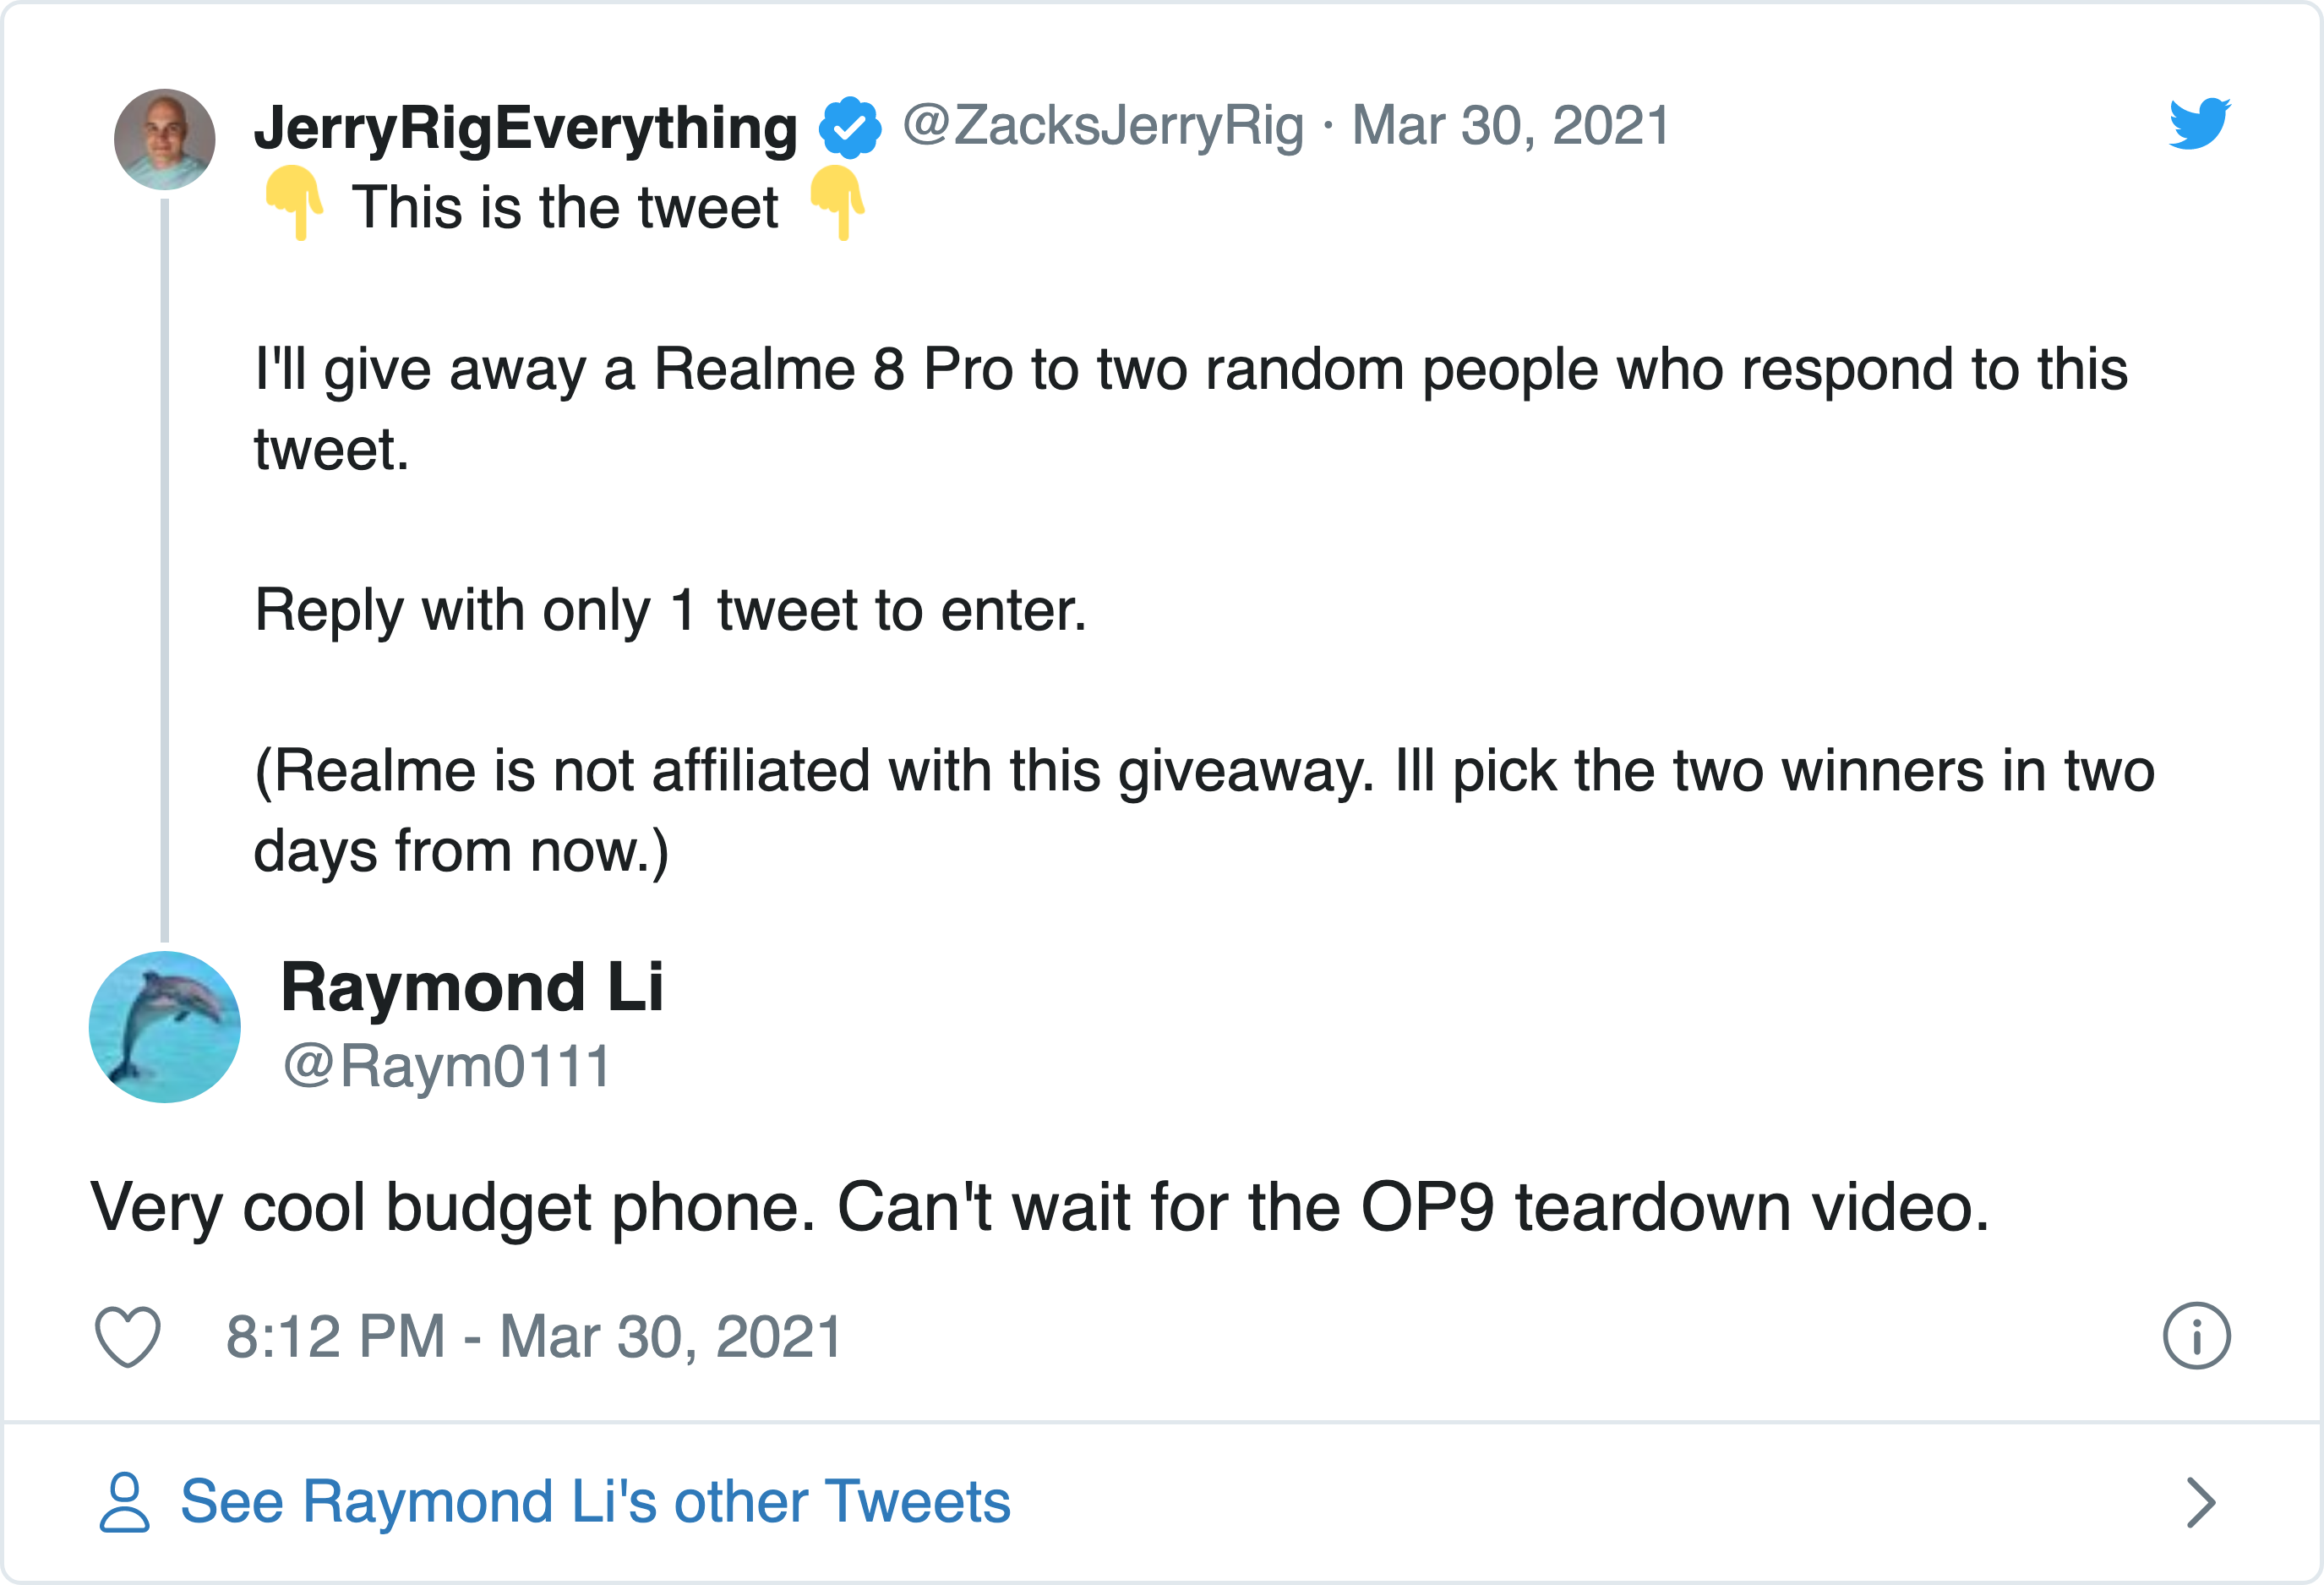 JerryRigEverything @ZacksJerryRig · Mar 30, 2021
👇 This is the tweet 👇
I'll give away a Realme 8 Pro to two random people who respond to this
tweet.
Reply with only 1 tweet to enter.
(Realme is not affiliated with this giveaway. Ill pick the two winners in two
days from now.)
Raymond Li
@Raym0111
Very cool budget phone. Can't wait for the OP9 teardown video.
8:12 PM - Mar 30, 2021
See Raymond Li's other Tweets